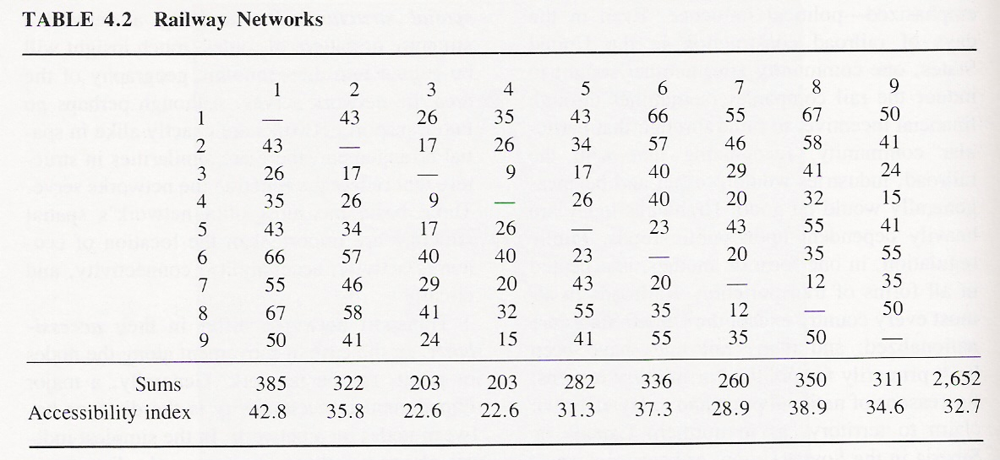 TABLE 4.2 Railway Networks
1 2 3 4 5 6 7 8 9
1 — 43 26 35 43 66 55 67 50
2 43 — 17 26 34 57 46 58 41
3 26 17 — 9 17 40 29 41 24
4 35 26 9 — 26 40 20 32 15
5 43 34 17 26 — 23 43 55 41
6 66 57 40 40 23 — 20 35 55
7 55 46 29 20 43 20 — 12 35
8 67 58 41 32 55 35 12 — 50
9 50 41 24 15 41 55 35 50 —
Sums 385 322 203 203 282 336 260 350 311 2,652
Accessibility index 42.8 35.8 22.6 22.6 31.3 37.3 28.9 38.9 34.6 32.7